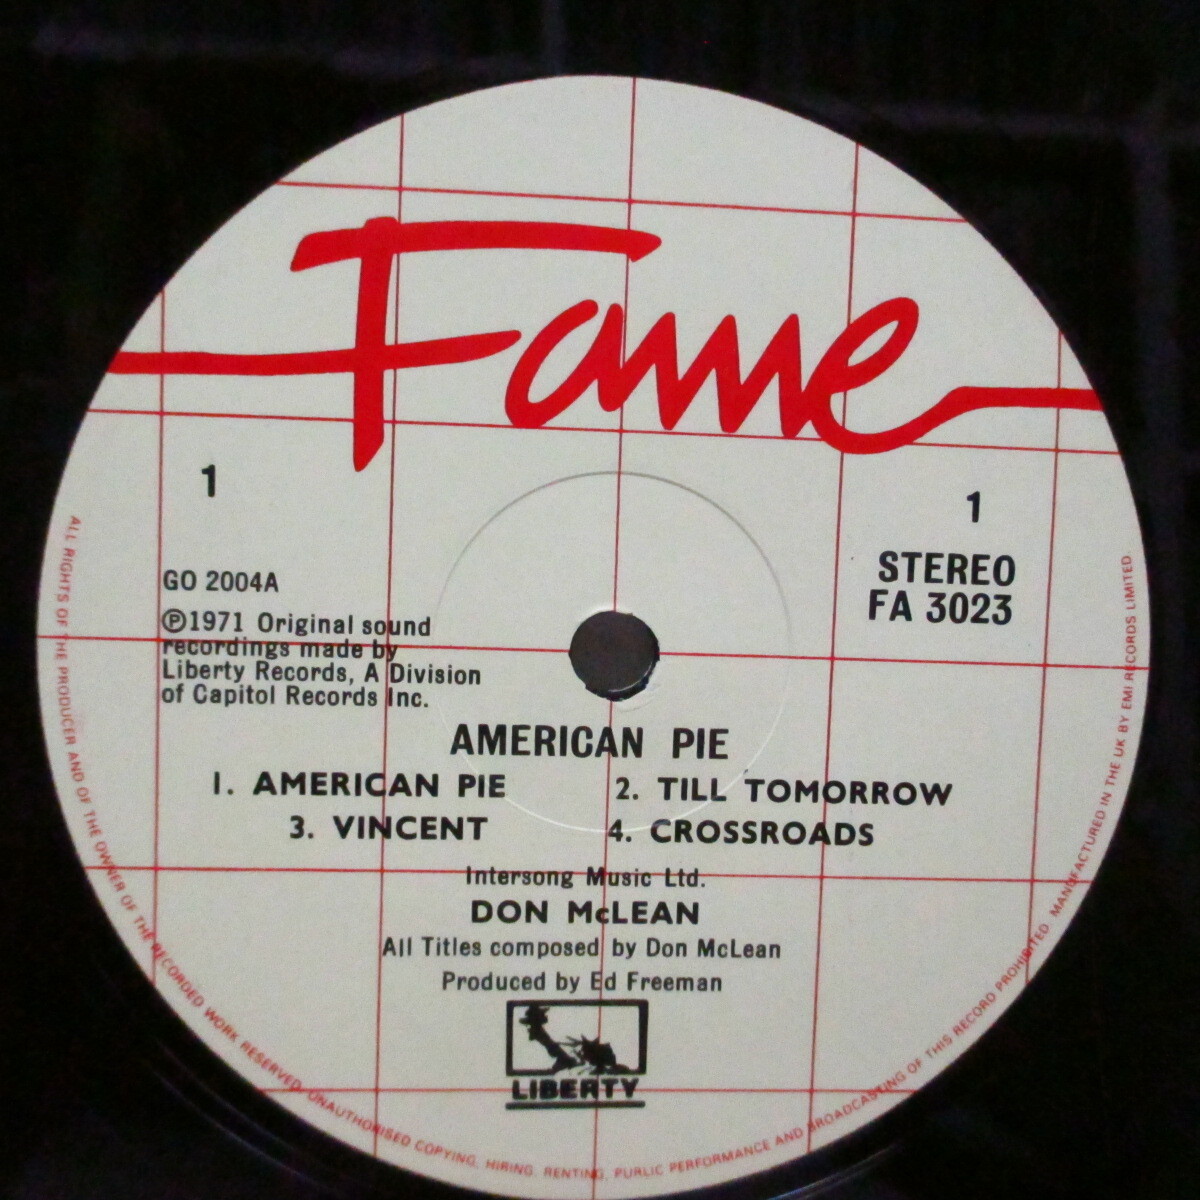 Fame
1
1
STEREO
FA 3023
GO 2004A
℗1971 Original sound
recordings made by
Liberty Records, A Division
of Capitol Records Inc.
AMERICAN PIE
1. AMERICAN PIE 2. TILL TOMORROW
3. VINCENT 4. CROSSROADS
Intersong Music Ltd.
DON McLEAN
All Titles composed by Don McLean
Produced by Ed Freeman
LIBERTY
ALL RIGHTS OF THE PRODUCER AND OF THE OWNER OF THE RECORDED WORK RESERVED. UNAUTHORISED COPYING, HIRING, RENTING, PUBLIC PERFORMANCE AND BROADCASTING OF THIS RECORD PROHIBITED. MANUFACTURED IN THE UK BY EMI RECORDS LIMITED.